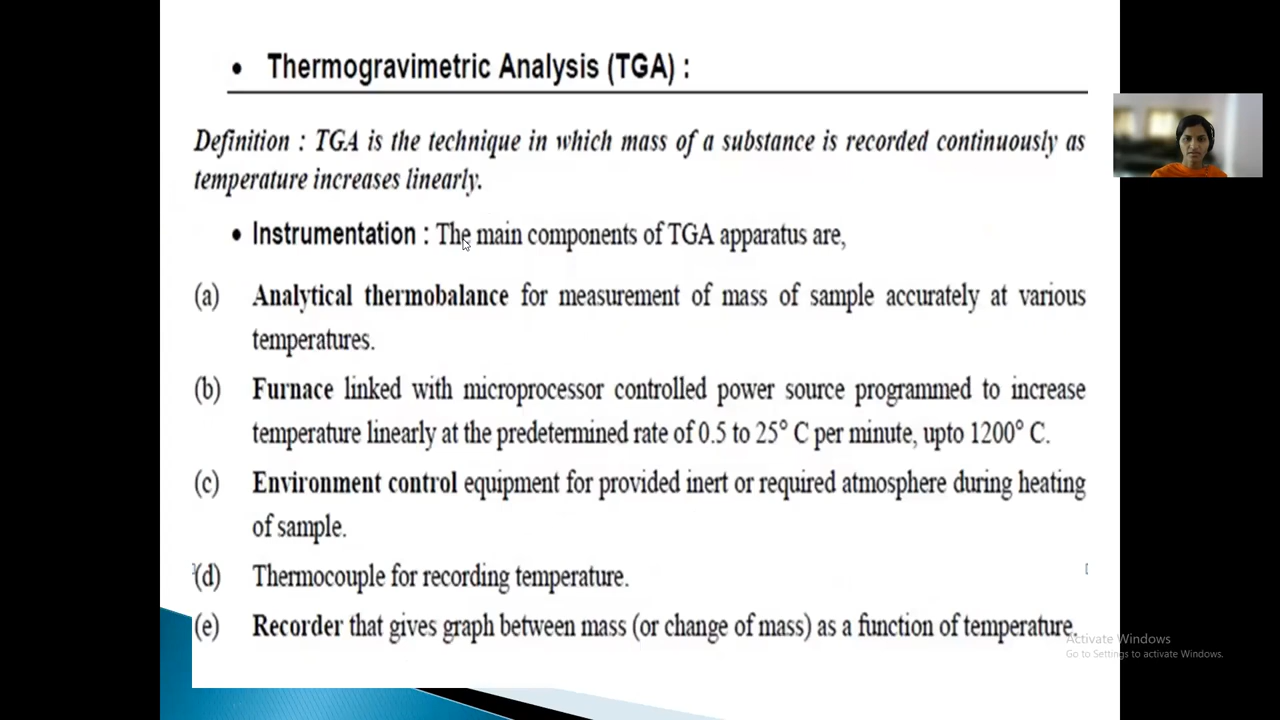 • Thermogravimetric Analysis (TGA) :
Definition : TGA is the technique in which mass of a substance is recorded continuously as
temperature increases linearly.
• Instrumentation : The main components of TGA apparatus are,
(a) Analytical thermobalance for measurement of mass of sample accurately at various
temperatures.
(b) Furnace linked with microprocessor controlled power source programmed to increase
temperature linearly at the predetermined rate of 0.5 to 25° C per minute, upto 1200° C.
(c) Environment control equipment for provided inert or required atmosphere during heating
of sample.
(d) Thermocouple for recording temperature.
(e) Recorder that gives graph between mass (or change of mass) as a function of temperature.
Activate Windows
Go to Settings to activate Windows.